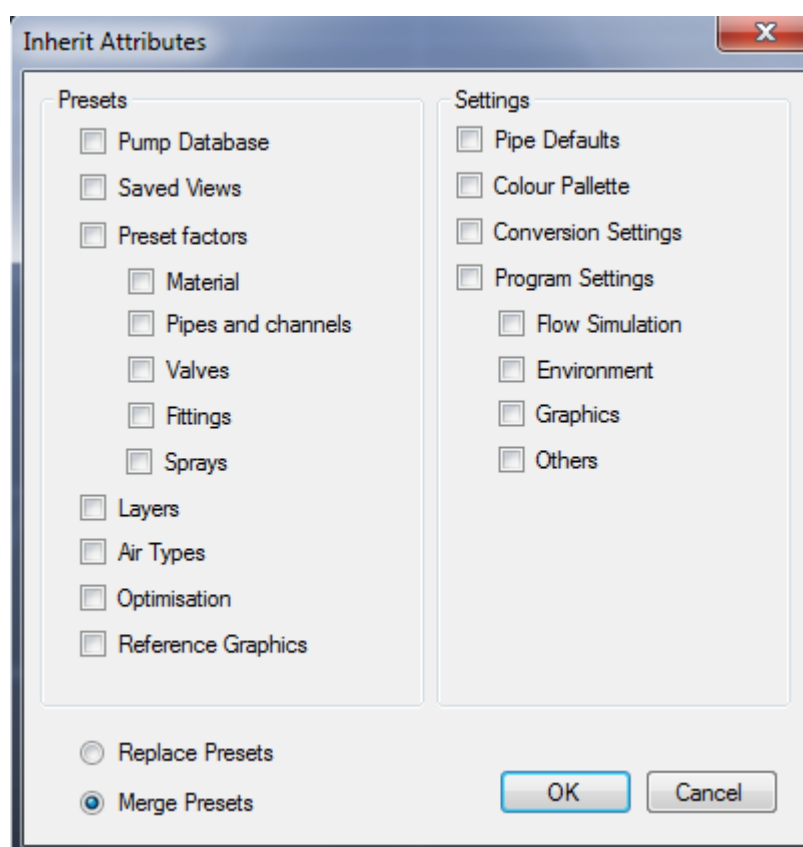 Inherit Attributes
Presets
Pump Database
Saved Views
Preset factors
Material
Pipes and channels
Valves
Fittings
Sprays
Layers
Air Types
Optimisation
Reference Graphics
Settings
Pipe Defaults
Colour Pallette
Conversion Settings
Program Settings
Flow Simulation
Environment
Graphics
Others
Replace Presets
Merge Presets
OK
Cancel